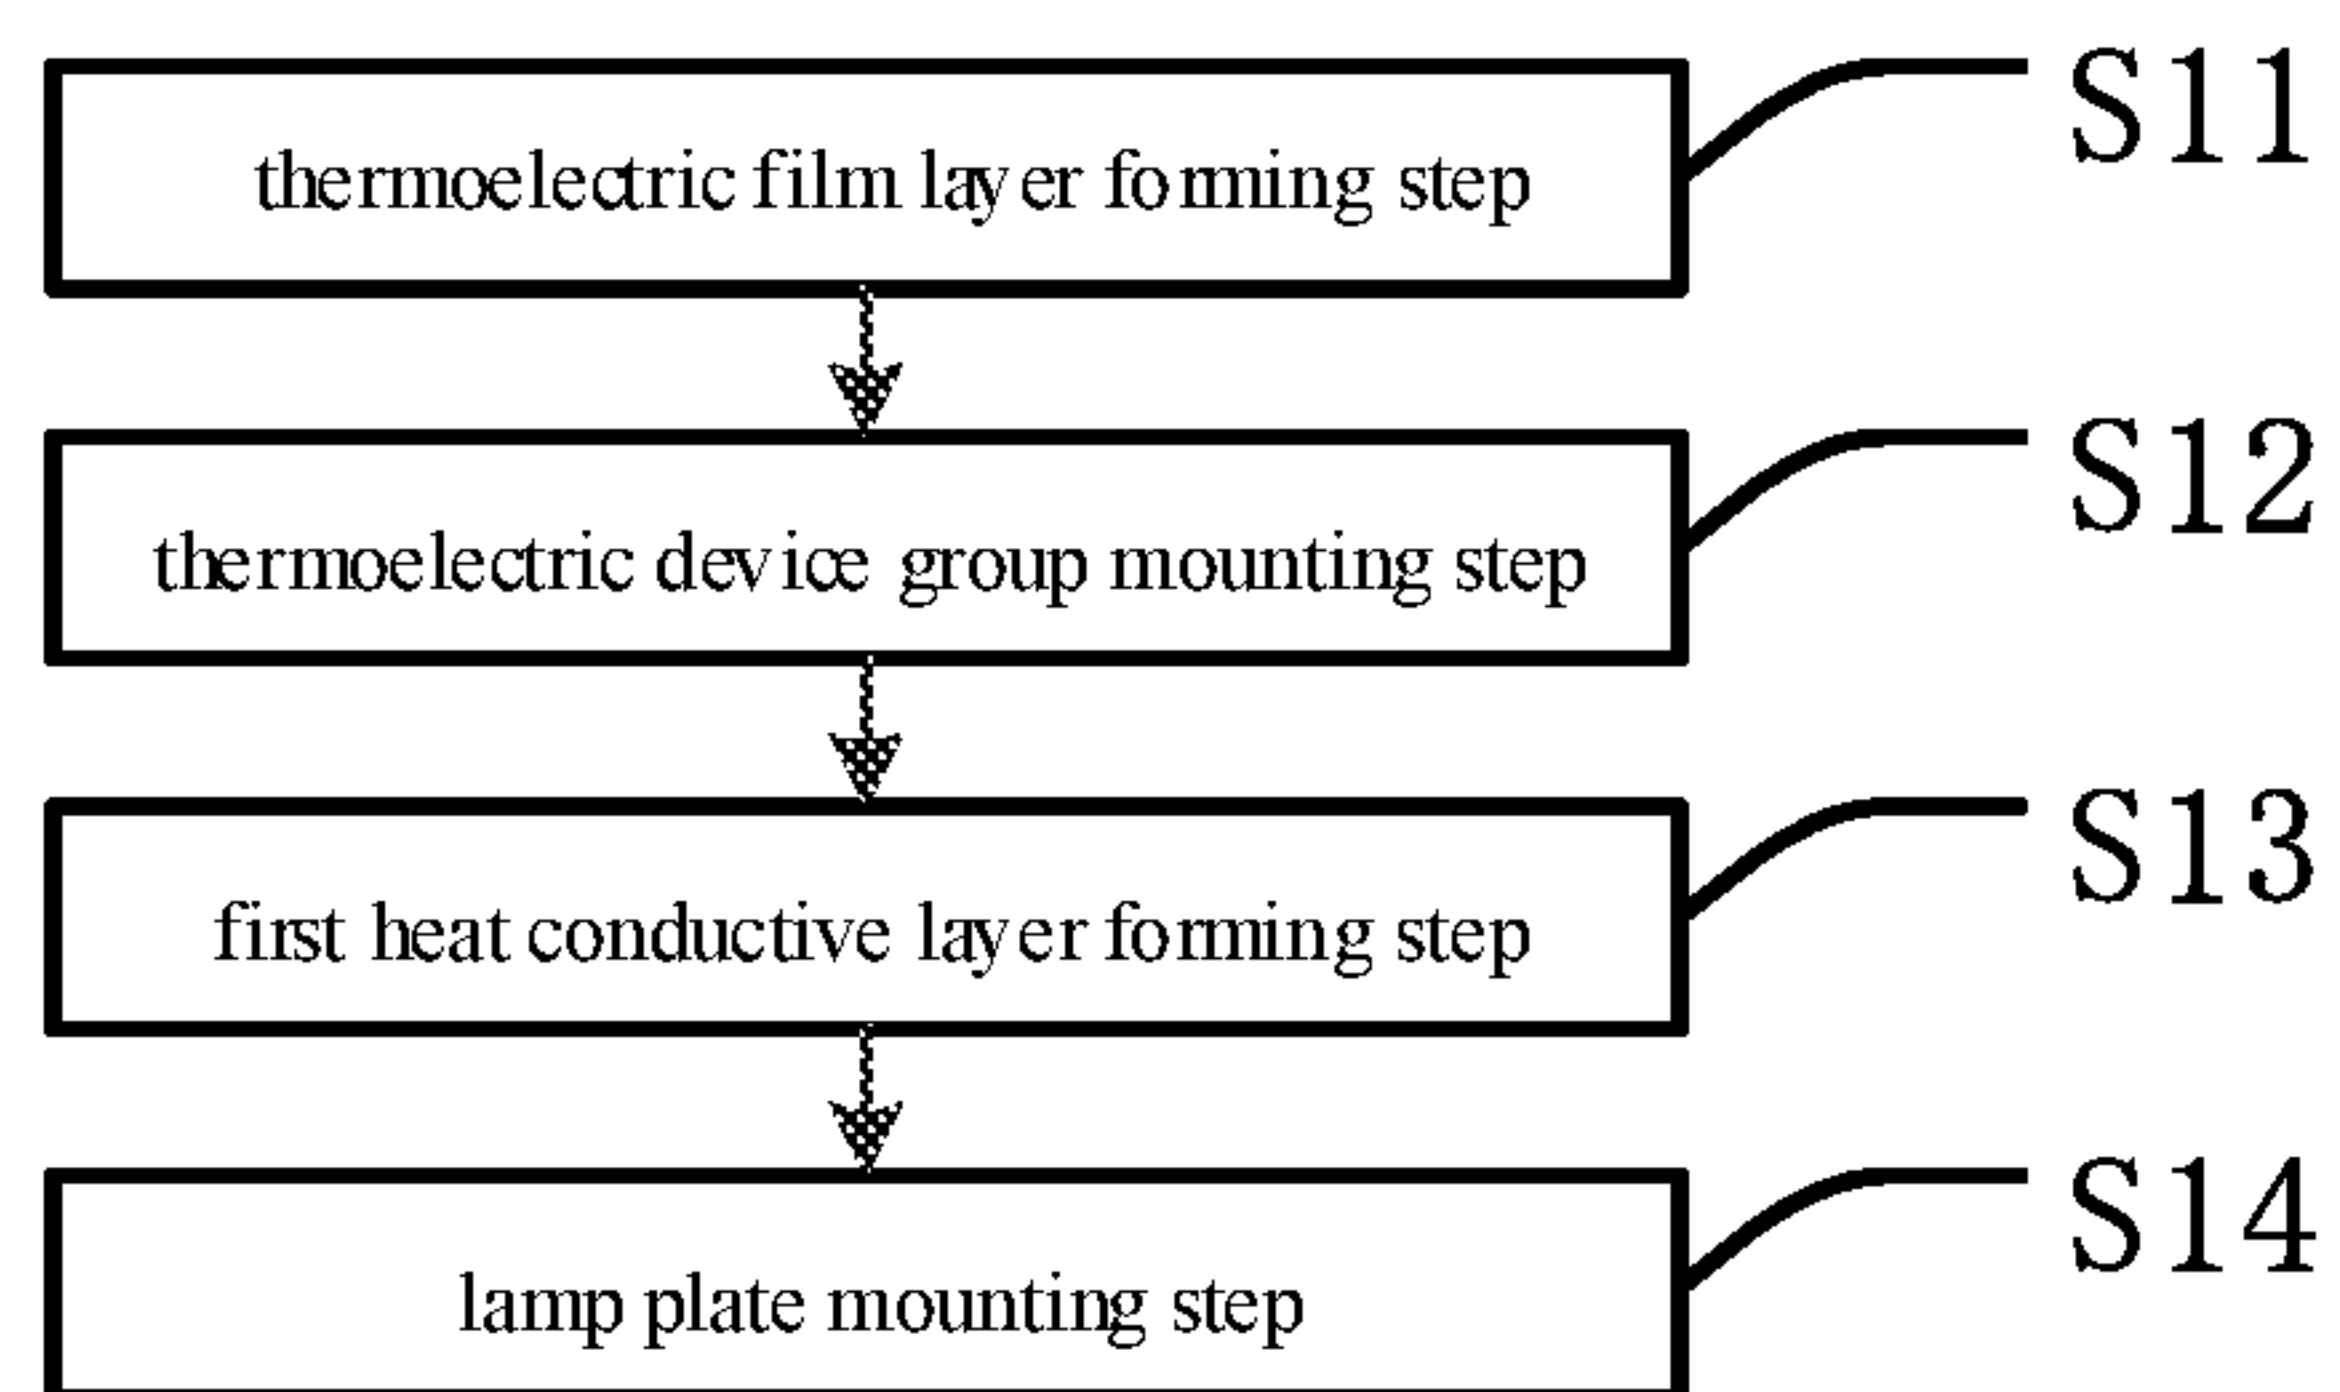 thermoelectric film layer forming step S11
thermoelectric device group mounting step S12
first heat conductive layer forming step S13
lamp plate mounting step S14